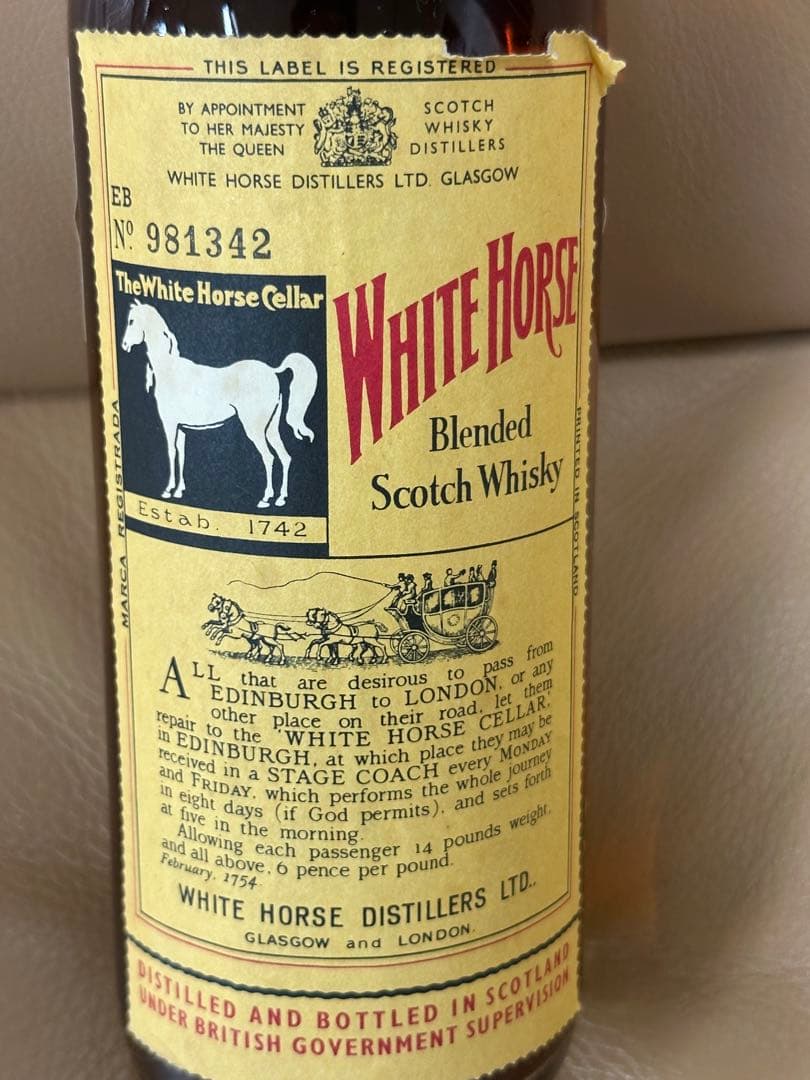 THIS LABEL IS REGISTERED
BY APPOINTMENT
TO HER MAJESTY
THE QUEEN
SCOTCH
WHISKY
DISTILLERS
WHITE HORSE DISTILLERS LTD. GLASGOW
EB
Nº 981342
The White Horse Cellar
Estab. 1742
WHITE HORSE
Blended
Scotch Whisky
MARCA REGISTRADA
PRINTED IN SCOTLAND
ALL that are desirous to pass from
EDINBURGH to LONDON, or any
other place on their road, let them
repair to the 'WHITE HORSE CELLAR,'
in EDINBURGH, at which place they may be
received in a STAGE COACH every MONDAY
and FRIDAY, which performs the whole journey
in eight days (if God permits), and sets forth
at five in the morning.
Allowing each passenger 14 pounds weight,
and all above, 6 pence per pound.
February, 1754.
WHITE HORSE DISTILLERS LTD.,
GLASGOW and LONDON.
DISTILLED AND BOTTLED IN SCOTLAND
UNDER BRITISH GOVERNMENT SUPERVISION